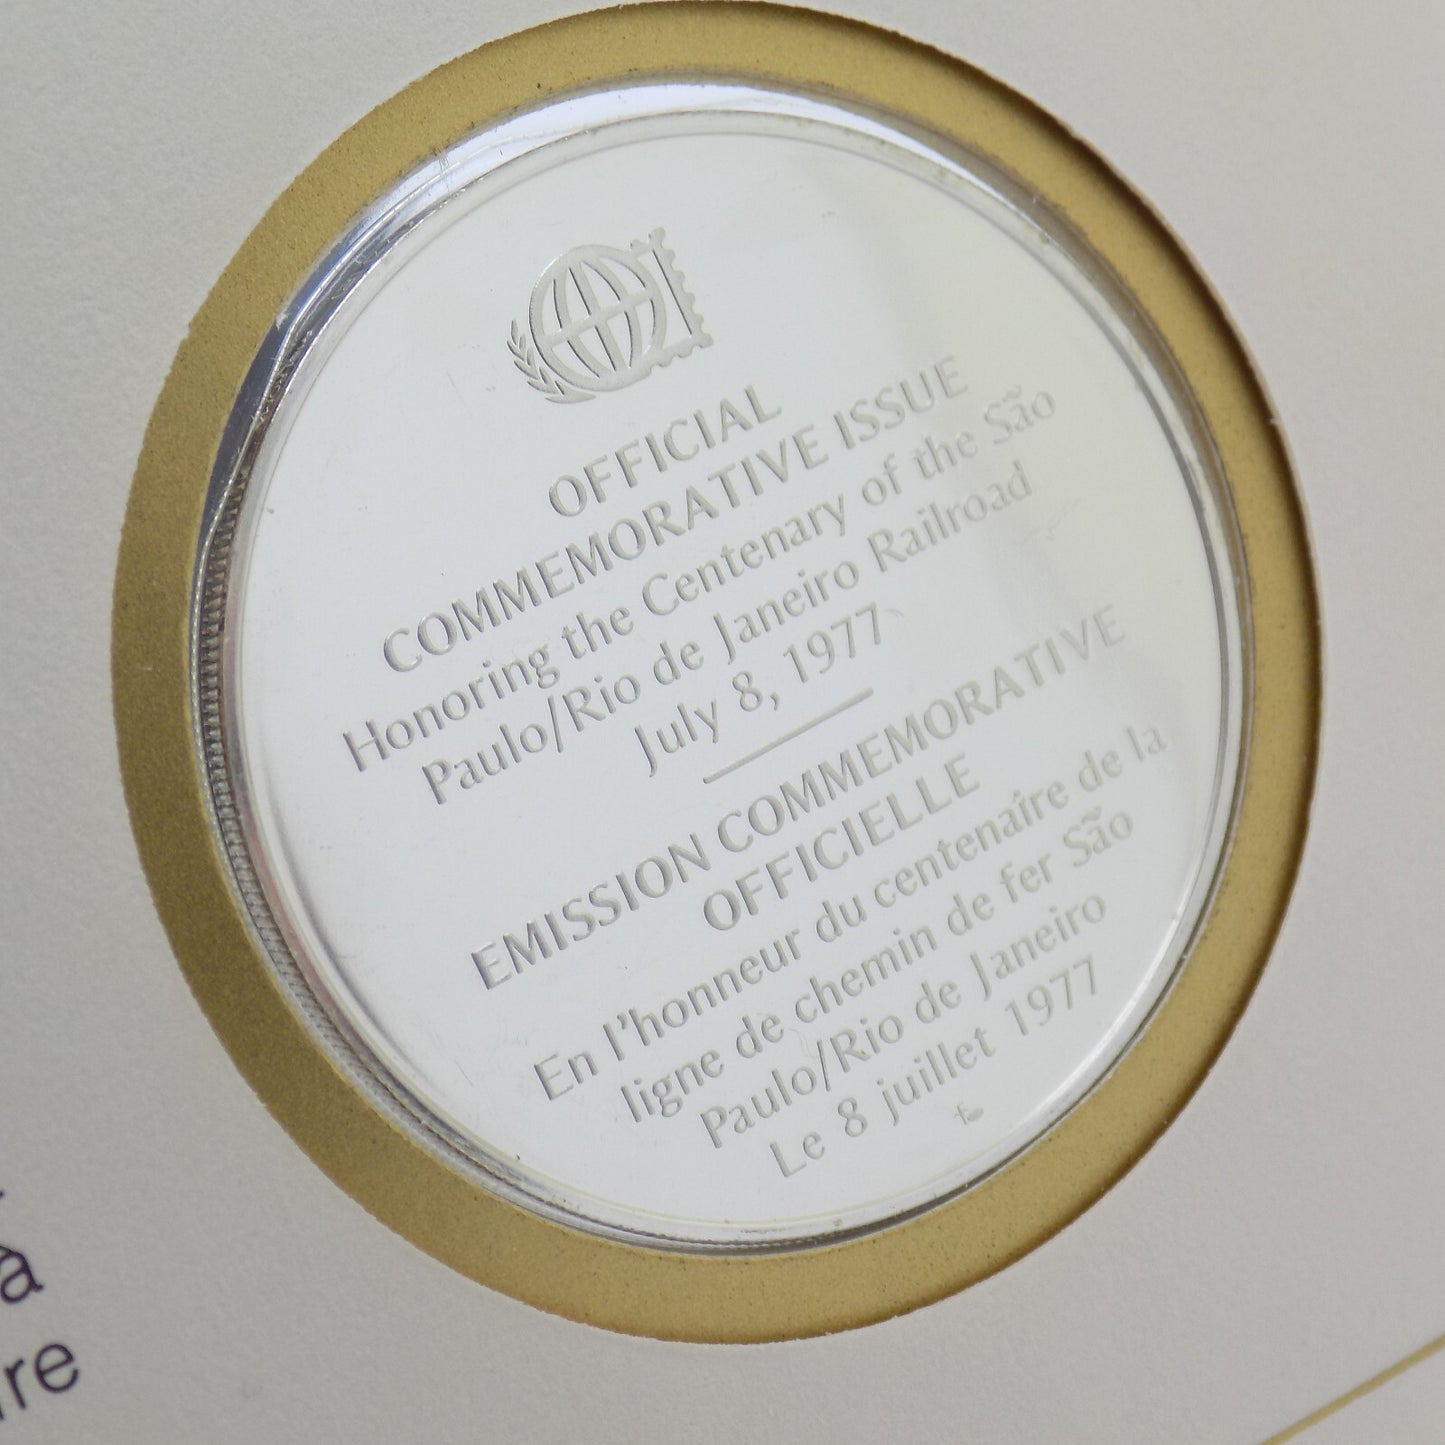 OFFICIAL
COMMEMORATIVE ISSUE
Honoring the Centenary of the São
Paulo/Rio de Janeiro Railroad
July 8, 1977
EMISSION COMMEMORATIVE
OFFICIELLE
En l'honneur du centenaîre de la
ligne de chemin de fer São
Paulo/Rio de Janeiro
Le 8 juillet 1977